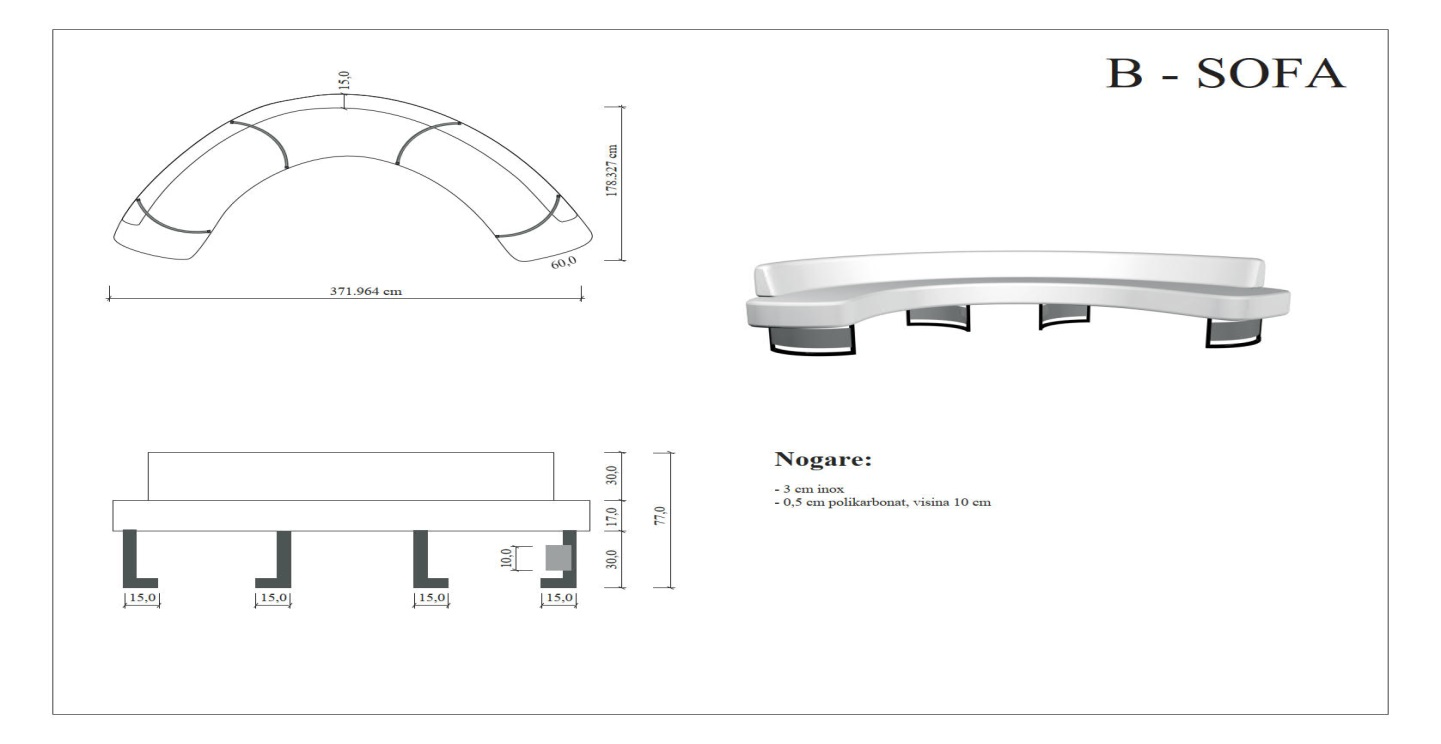 B - SOFA
15,0
178.327 cm
60,0
371.964 cm
Nogare:
- 3 cm inox
- 0,5 cm polikarbonat, visina 10 cm
30,0
17,0
77,0
10,0
30,0
15,0
15,0
15,0
15,0